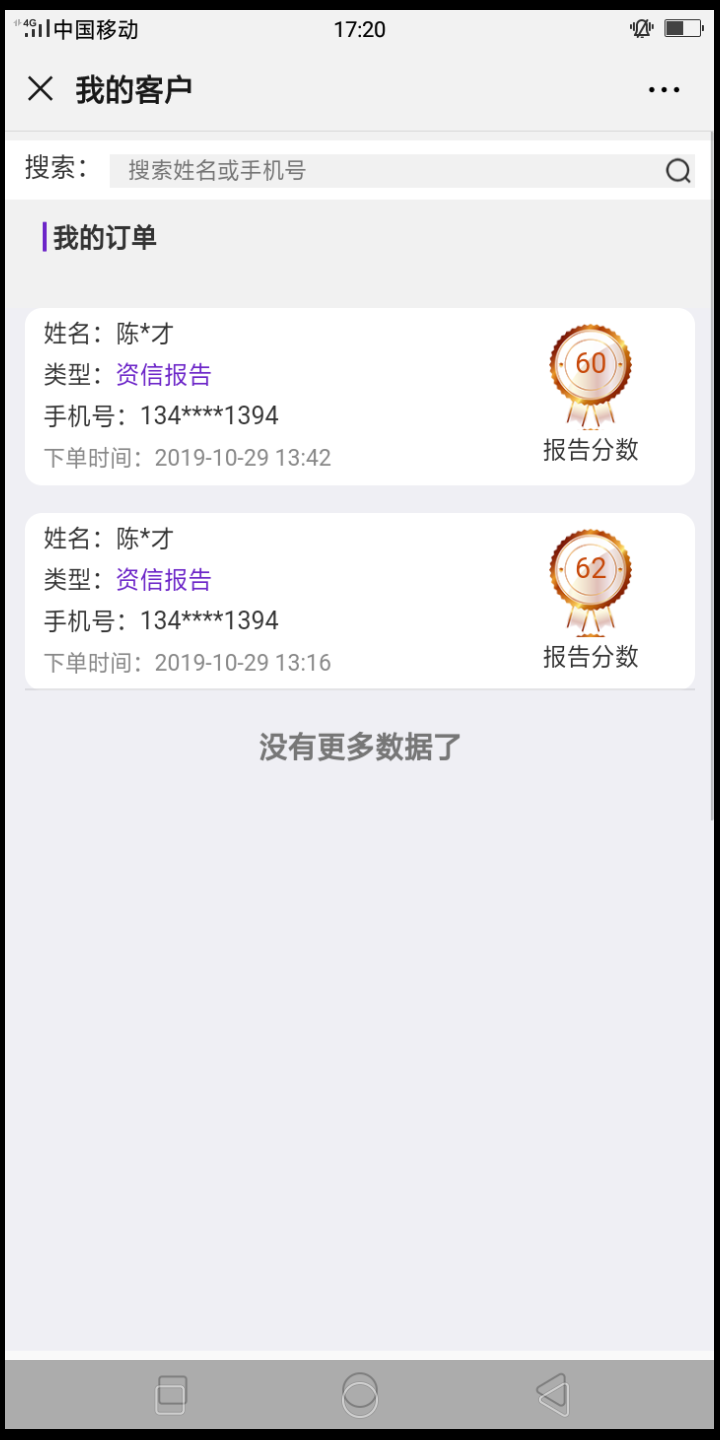 4G 中国移动 17:20
我的客户
搜索： 搜索姓名或手机号
我的订单
姓名：陈*才
类型：资信报告
手机号：134****1394
下单时间：2019-10-29 13:42
60
报告分数
姓名：陈*才
类型：资信报告
手机号：134****1394
下单时间：2019-10-29 13:16
62
报告分数
没有更多数据了